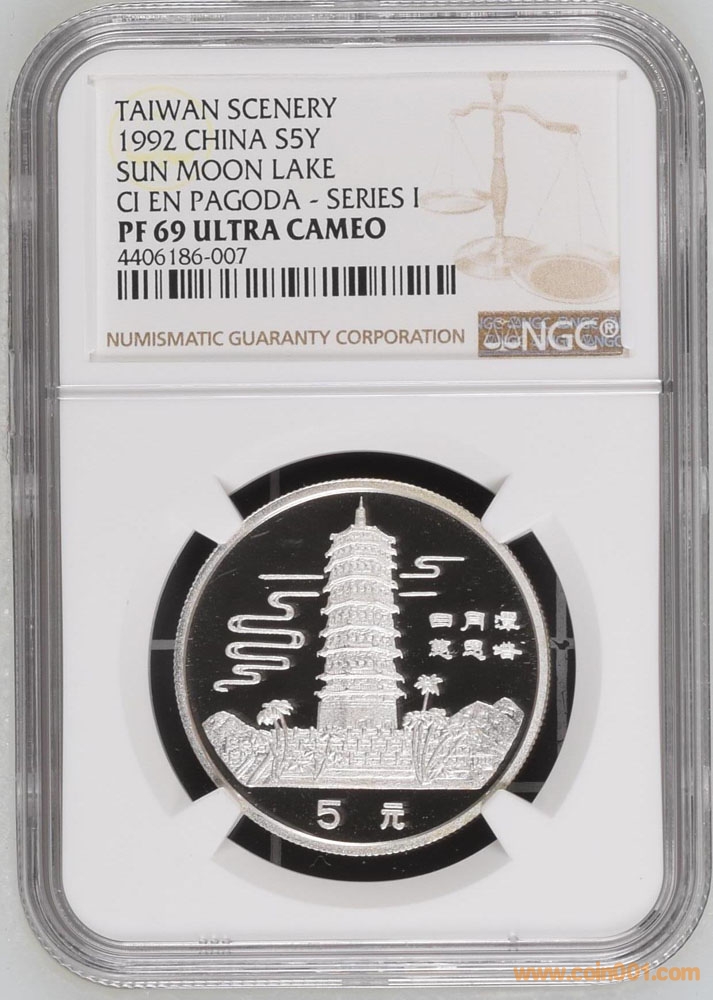 TAIWAN SCENERY
1992 CHINA S5Y
SUN MOON LAKE
CI EN PAGODA - SERIES I
PF 69 ULTRA CAMEO
4406186-007
NUMISMATIC GUARANTY CORPORATION
NGC®
日月潭
慈恩塔
5 元
www.coin001.com